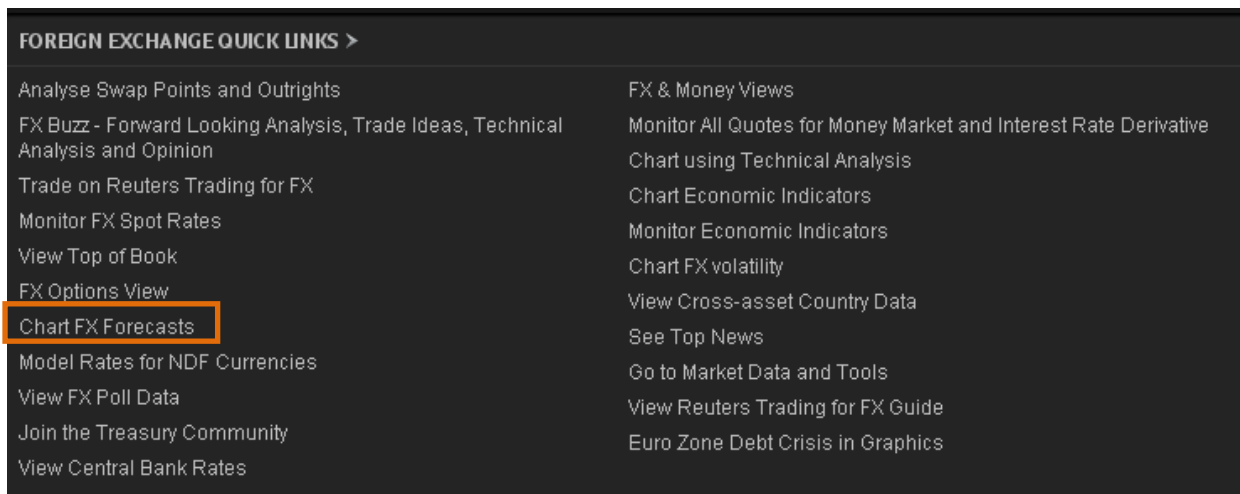 FOREIGN EXCHANGE QUICK LINKS >
Analyse Swap Points and Outrights
FX Buzz - Forward Looking Analysis, Trade Ideas, Technical
Analysis and Opinion
Trade on Reuters Trading for FX
Monitor FX Spot Rates
View Top of Book
FX Options View
Chart FX Forecasts
Model Rates for NDF Currencies
View FX Poll Data
Join the Treasury Community
View Central Bank Rates
FX & Money Views
Monitor All Quotes for Money Market and Interest Rate Derivative
Chart using Technical Analysis
Chart Economic Indicators
Monitor Economic Indicators
Chart FX volatility
View Cross-asset Country Data
See Top News
Go to Market Data and Tools
View Reuters Trading for FX Guide
Euro Zone Debt Crisis in Graphics